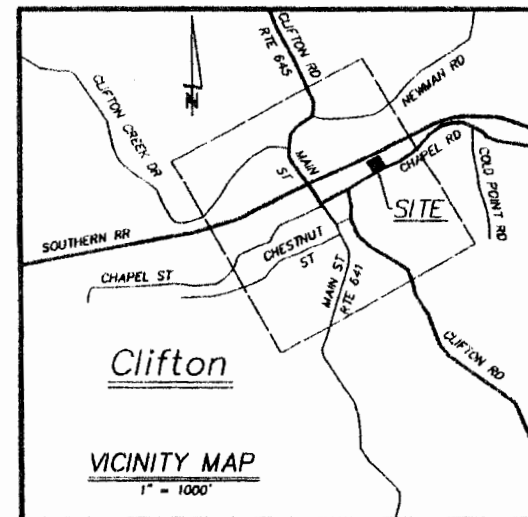 CLIFTON RD
RTE 645
NEWMAN RD
CLIFTON CREEK DR
N
MAIN
ST
CHAPEL RD
COLD POINT RD
SITE
SOUTHERN RR
CHESTNUT
ST
CHAPEL ST
MAIN ST
RTE 641
CLIFTON RD
Clifton
VICINITY MAP
1" = 1000'